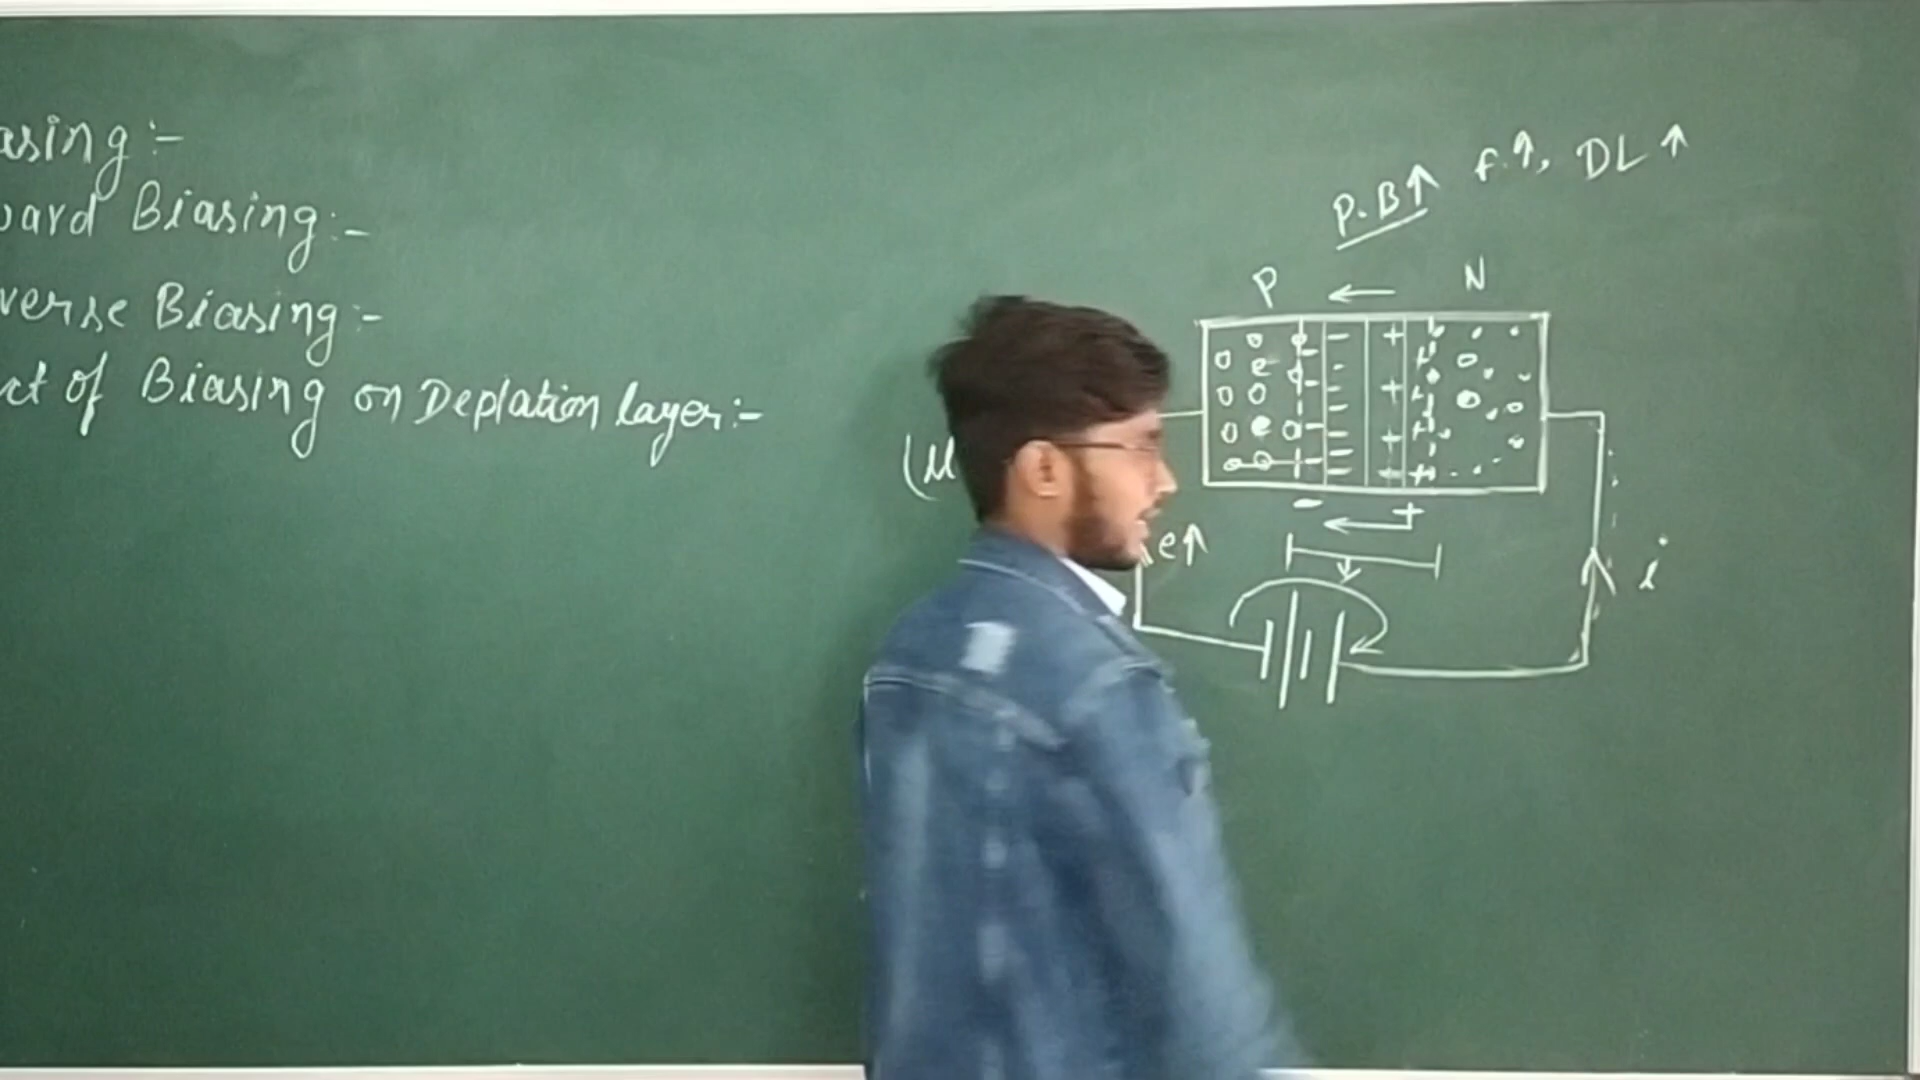 asing:-
ward Biasing:-
verse Biasing:-
ct of Biasing on Deplation layer:-
P.B↑ f.↑, DL↑
P ← N
- +
e↑
i